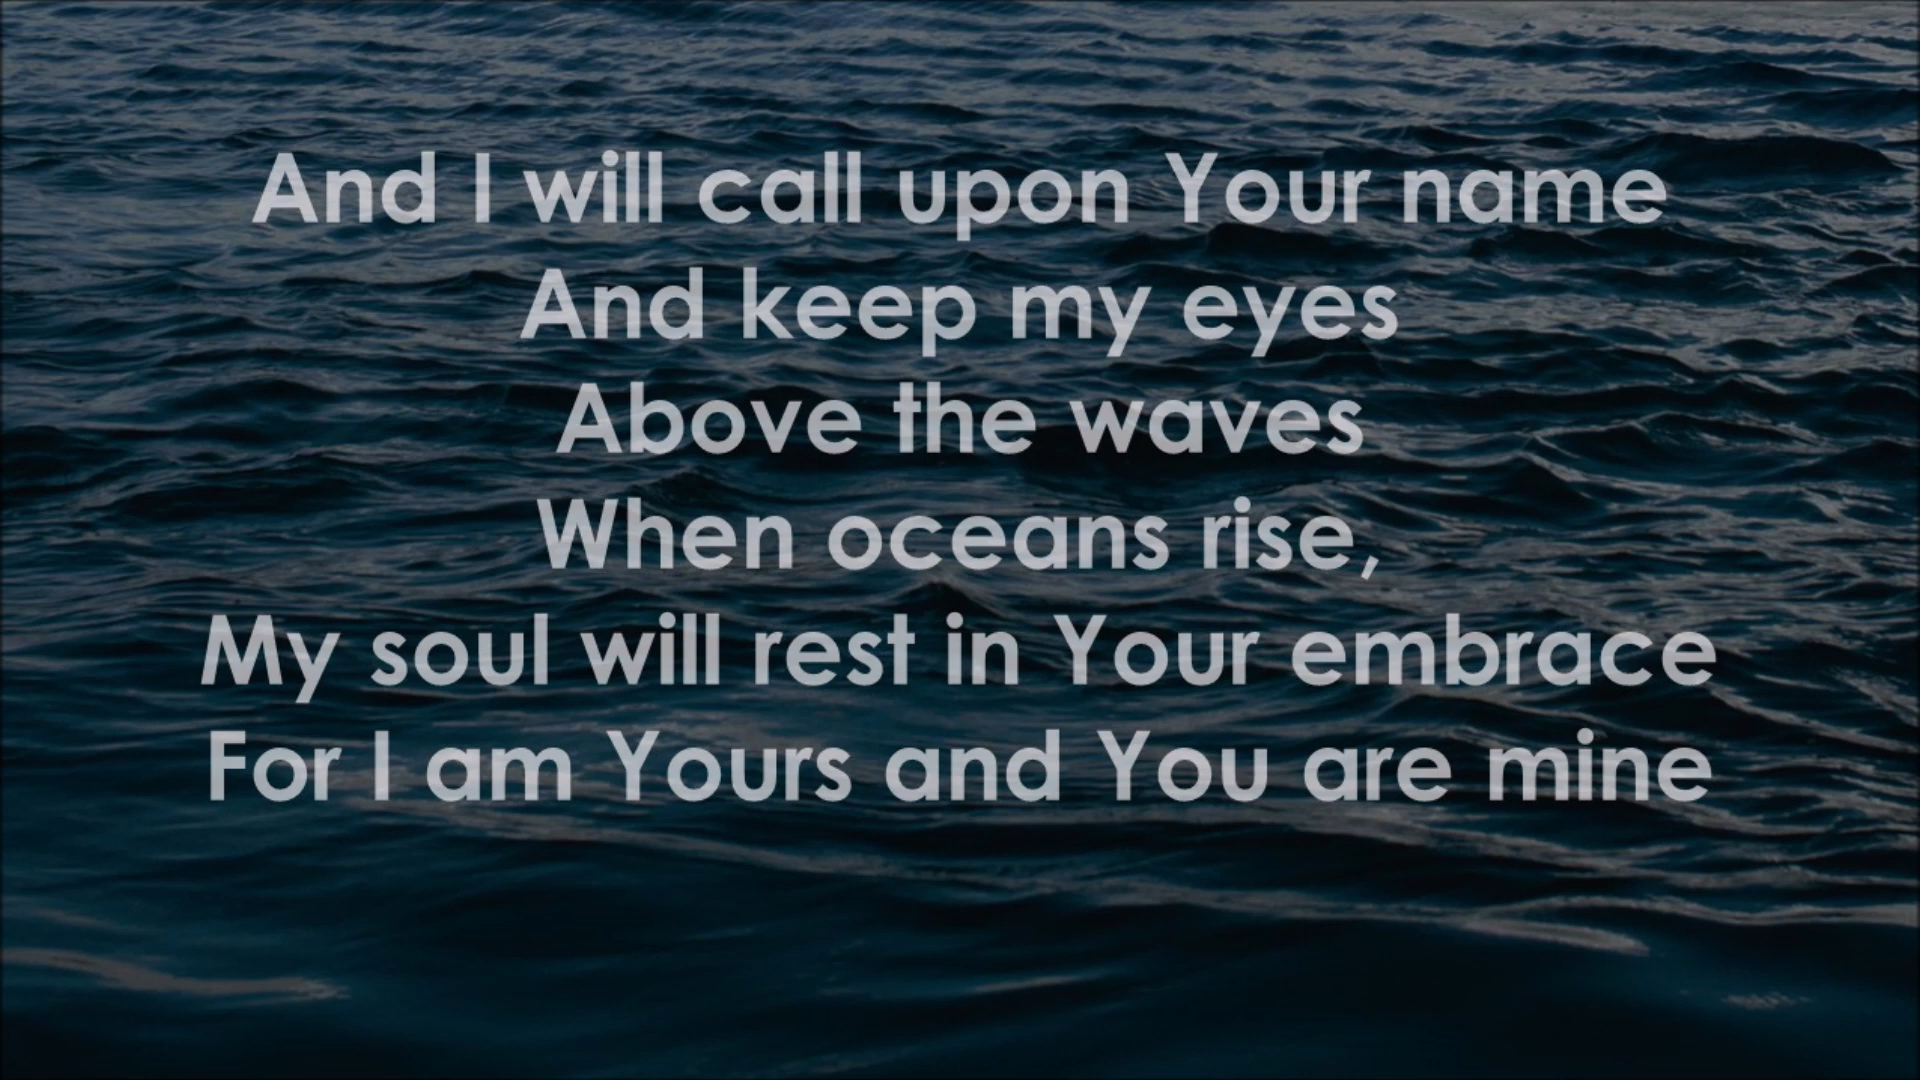 And I will call upon Your name
And keep my eyes
Above the waves
When oceans rise,
My soul will rest in Your embrace
For I am Yours and You are mine